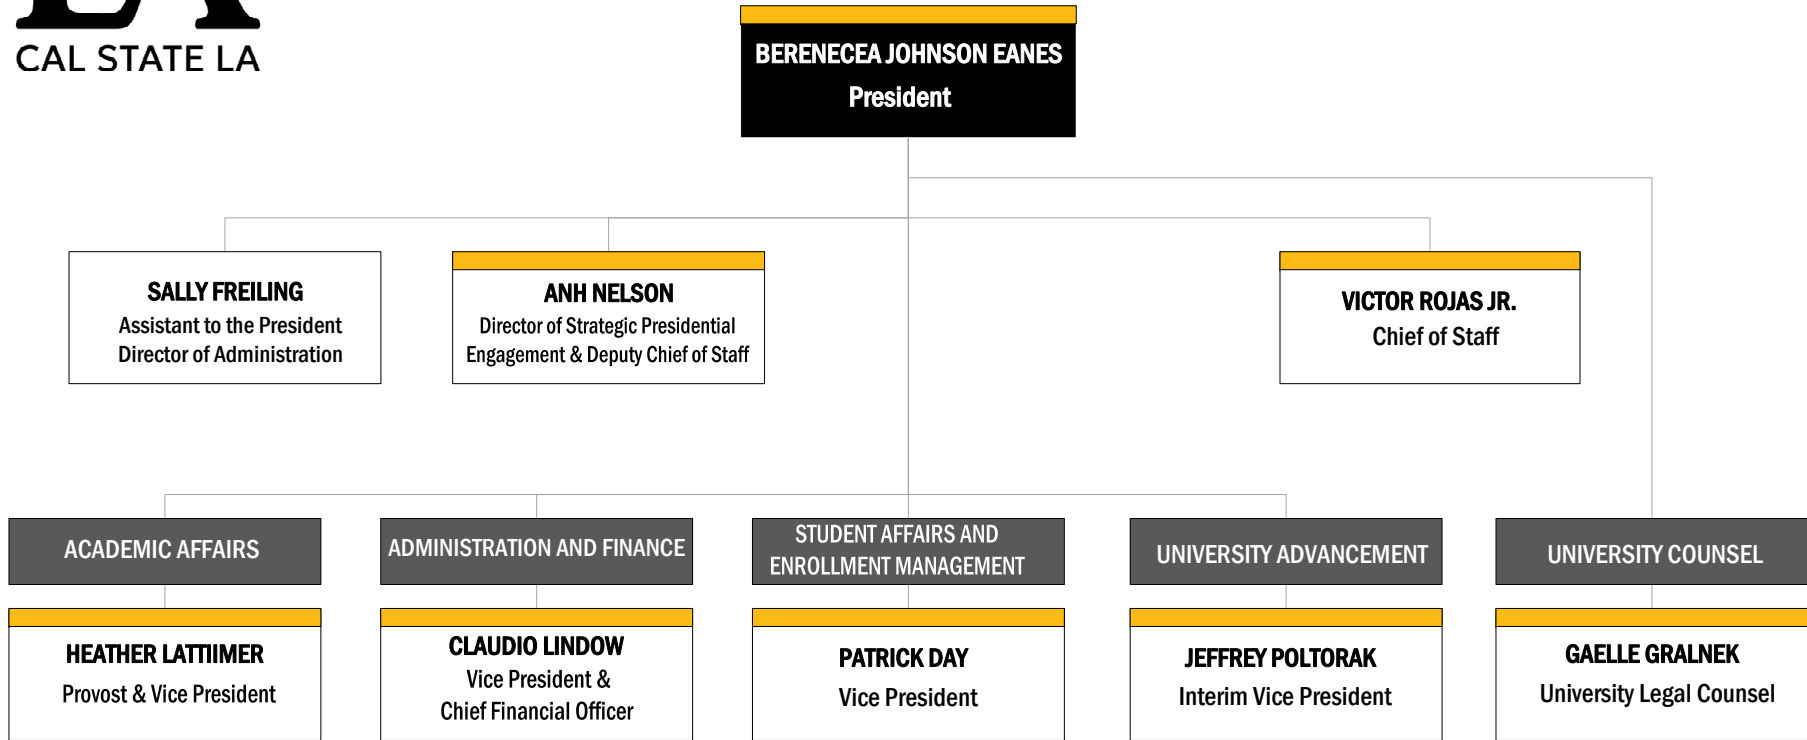 CAL STATE LA
BERENECEA JOHNSON EANES
President
SALLY FREILING
Assistant to the President
Director of Administration
ANH NELSON
Director of Strategic Presidential
Engagement & Deputy Chief of Staff
VICTOR ROJAS JR.
Chief of Staff
ACADEMIC AFFAIRS
HEATHER LATTIIMER
Provost & Vice President
ADMINISTRATION AND FINANCE
CLAUDIO LINDOW
Vice President &
Chief Financial Officer
STUDENT AFFAIRS AND
ENROLLMENT MANAGEMENT
PATRICK DAY
Vice President
UNIVERSITY ADVANCEMENT
JEFFREY POLTORAK
Interim Vice President
UNIVERSITY COUNSEL
GAELLE GRALNEK
University Legal Counsel